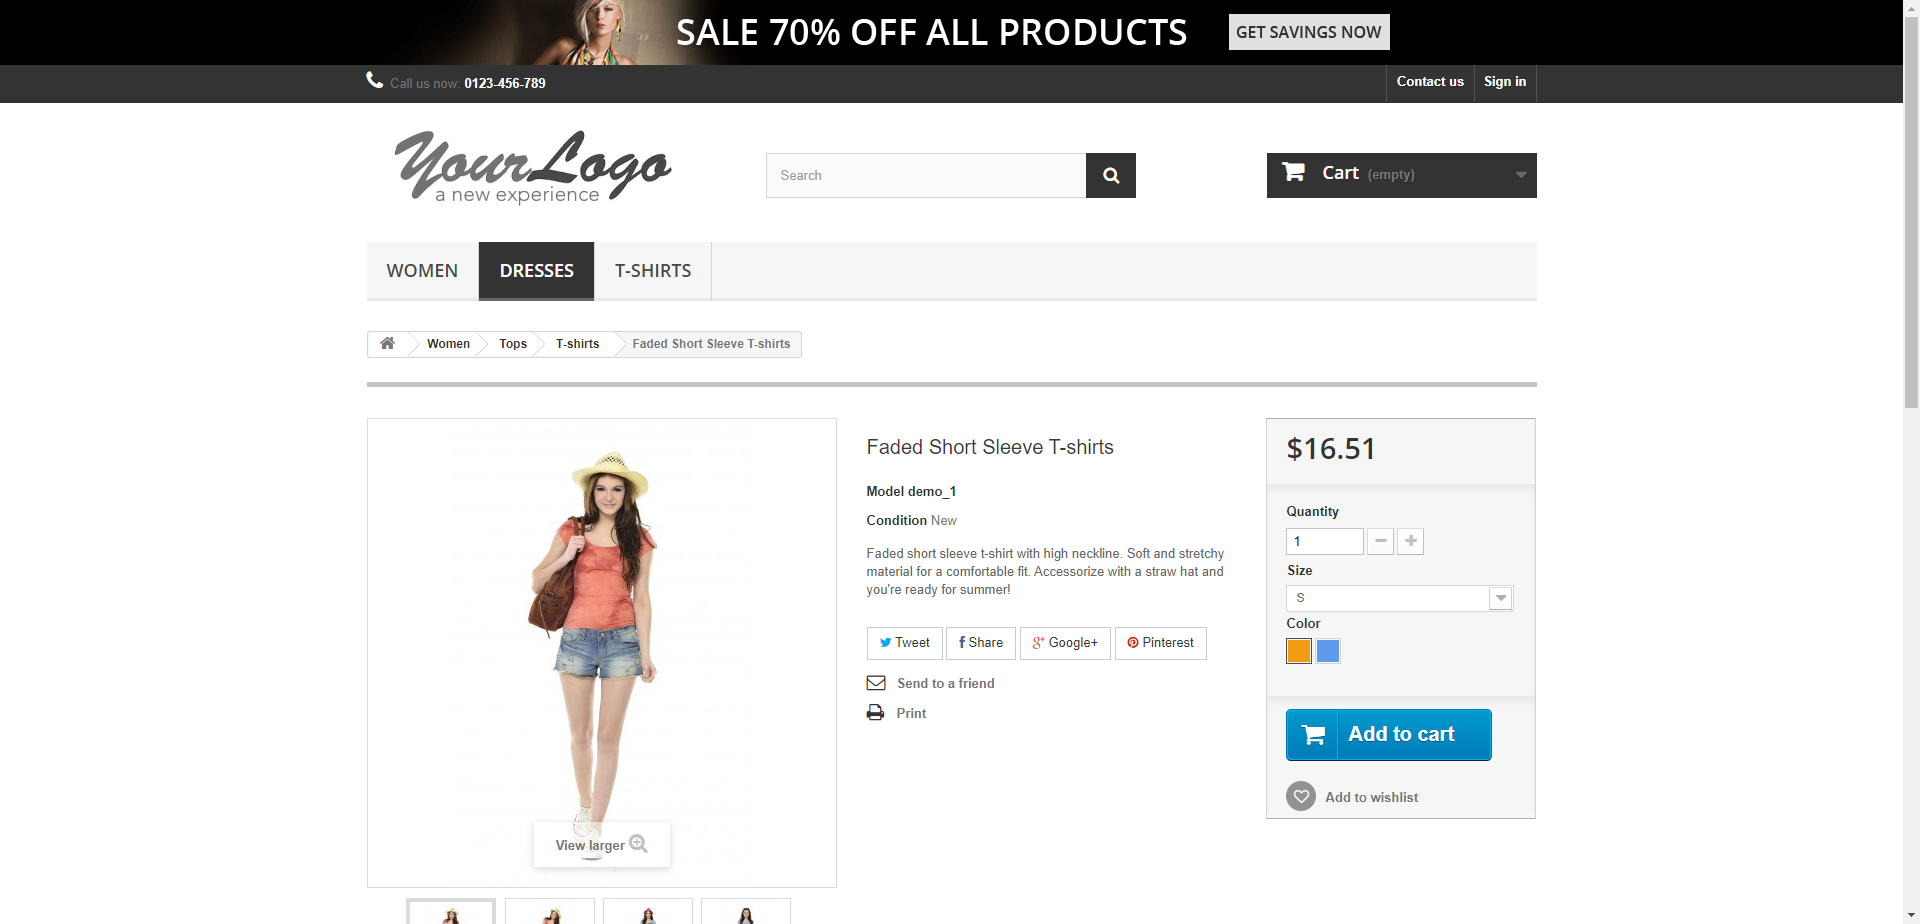 SALE 70% OFF ALL PRODUCTS GET SAVINGS NOW
Call us now: 0123-456-789 Contact us Sign in
YourLogo
a new experience
Search
Cart (empty)
WOMEN DRESSES T-SHIRTS
Women Tops T-shirts Faded Short Sleeve T-shirts
View larger
Faded Short Sleeve T-shirts
Model demo_1
Condition New
Faded short sleeve t-shirt with high neckline. Soft and stretchy
material for a comfortable fit. Accessorize with a straw hat and
you're ready for summer!
Tweet Share Google+ Pinterest
Send to a friend
Print
$16.51
Quantity
1
Size
S
Color
Add to cart
Add to wishlist